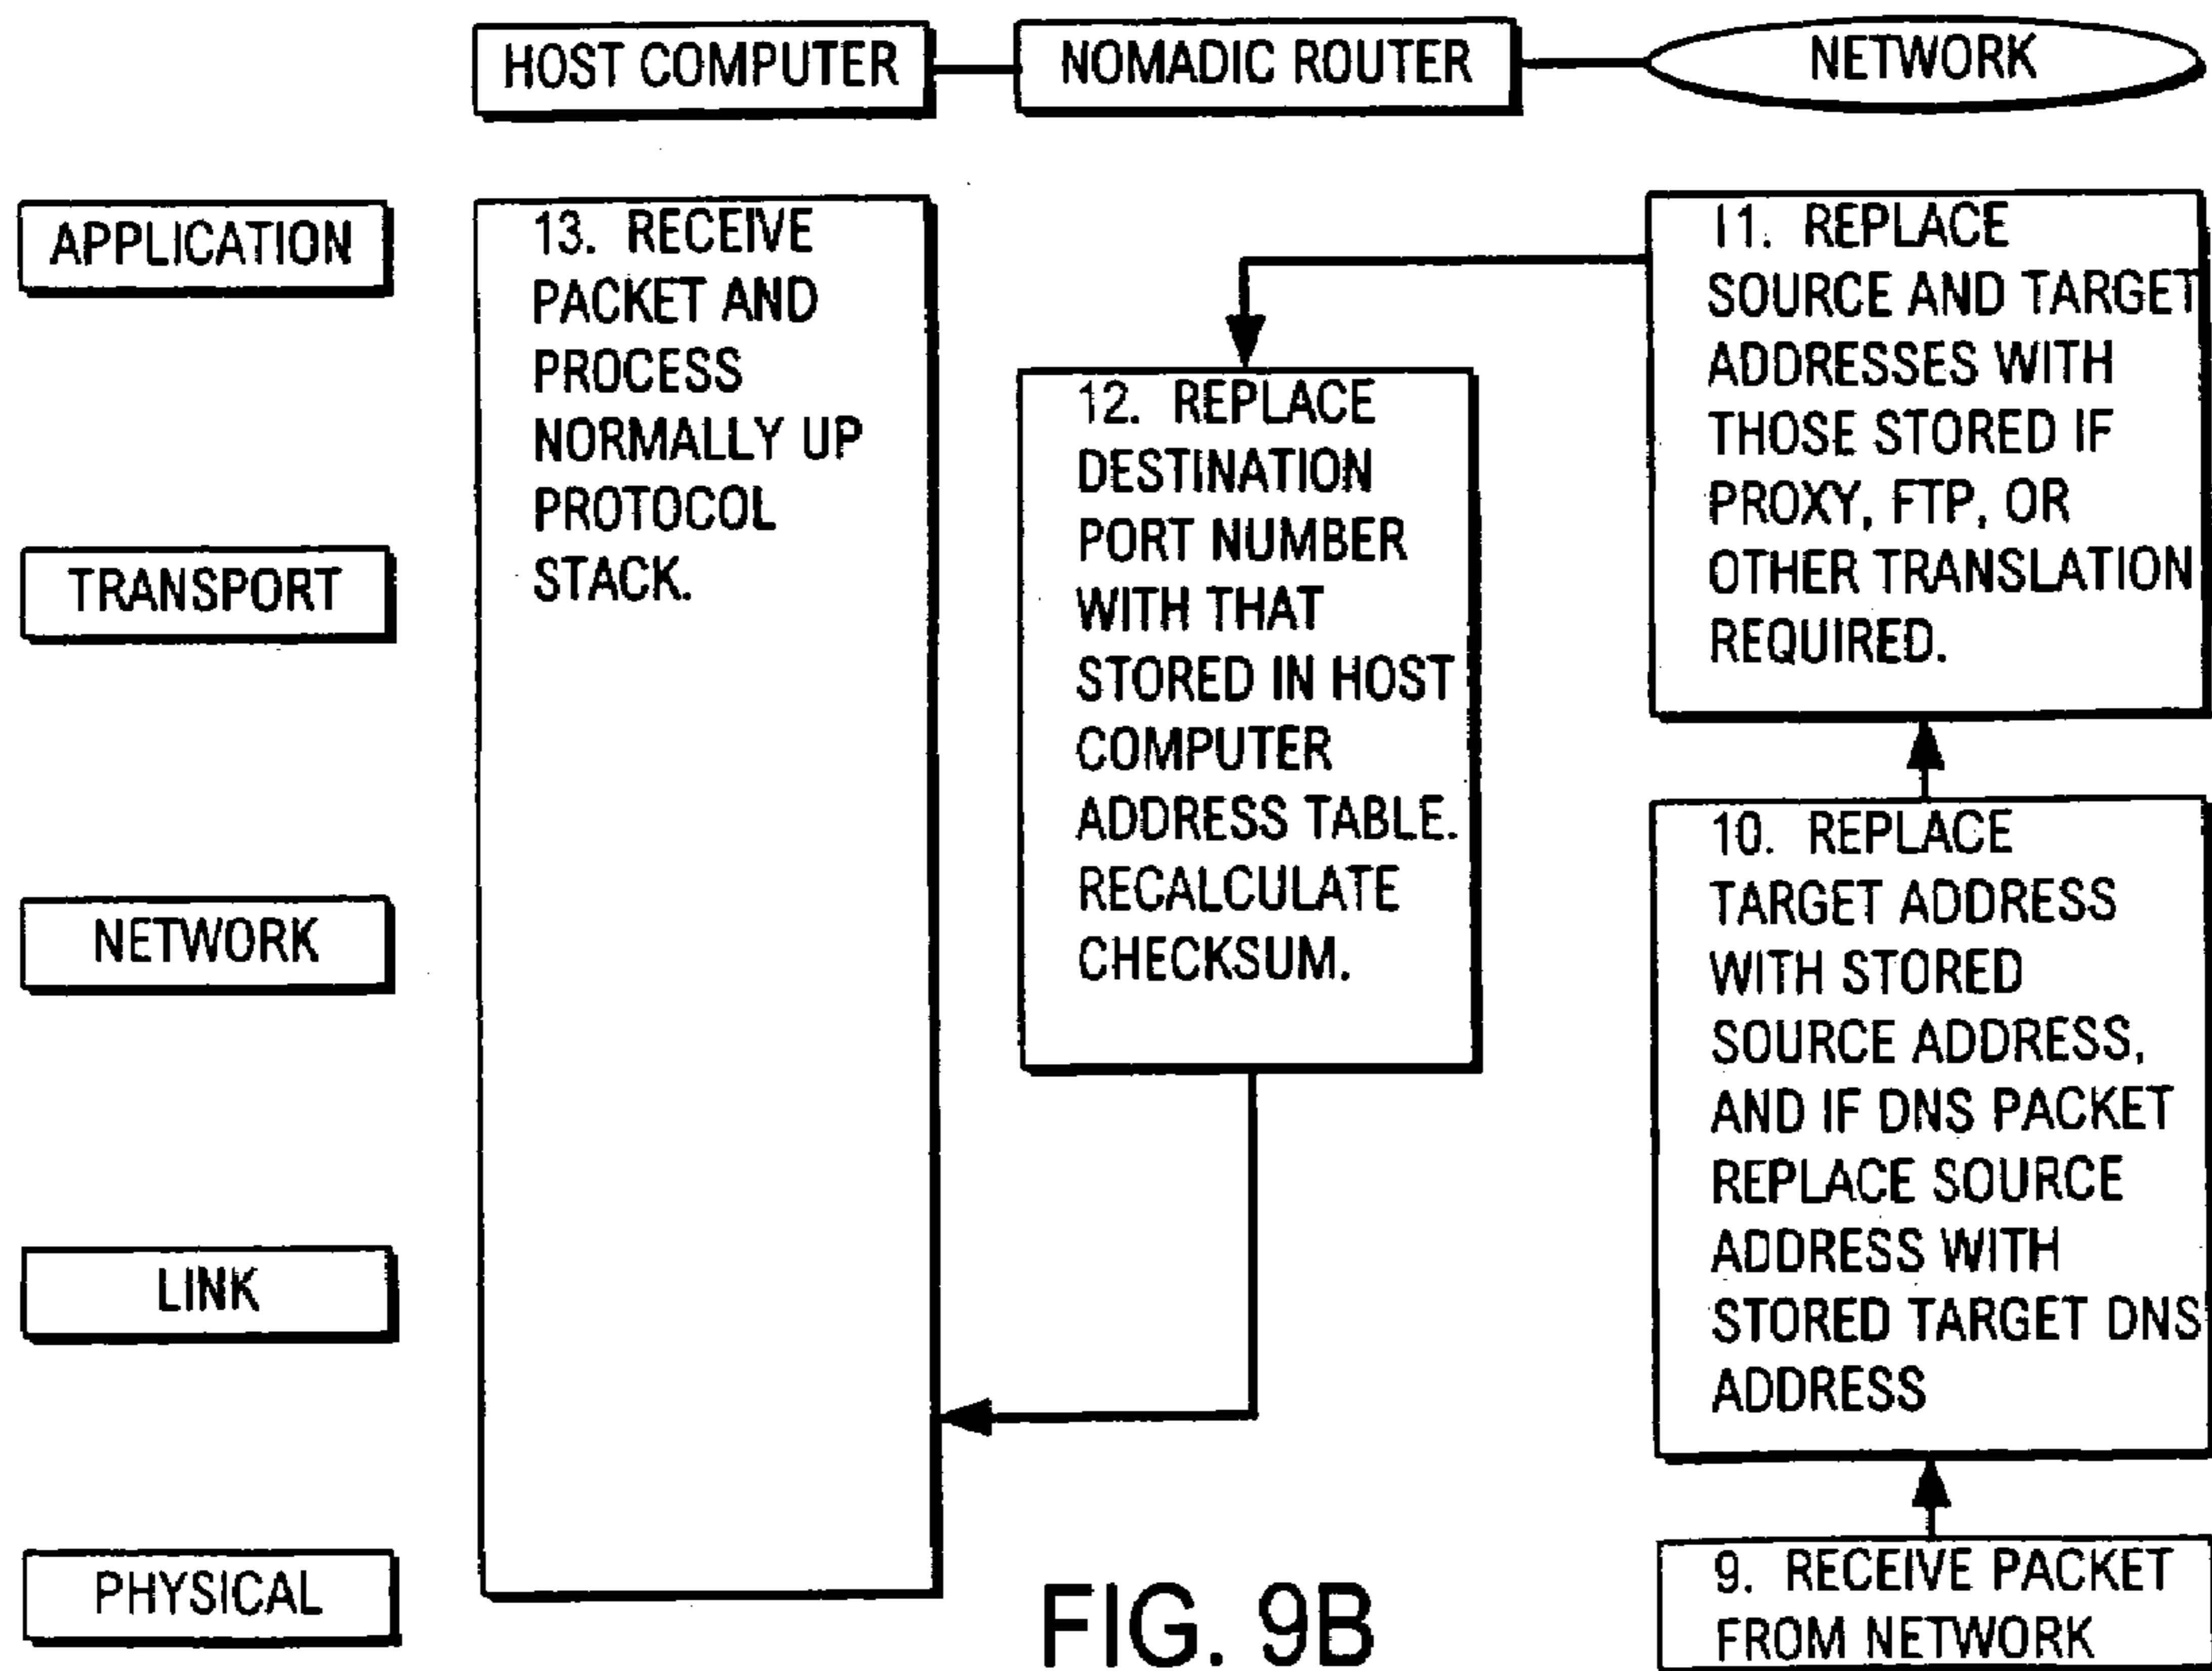 HOST COMPUTER
NOMADIC ROUTER
NETWORK
APPLICATION
TRANSPORT
NETWORK
LINK
PHYSICAL
13. RECEIVE
PACKET AND
PROCESS
NORMALLY UP
PROTOCOL
STACK.
12. REPLACE
DESTINATION
PORT NUMBER
WITH THAT
STORED IN HOST
COMPUTER
ADDRESS TABLE.
RECALCULATE
CHECKSUM.
11. REPLACE
SOURCE AND TARGET
ADDRESSES WITH
THOSE STORED IF
PROXY, FTP, OR
OTHER TRANSLATION
REQUIRED.
10. REPLACE
TARGET ADDRESS
WITH STORED
SOURCE ADDRESS,
AND IF DNS PACKET
REPLACE SOURCE
ADDRESS WITH
STORED TARGET DNS
ADDRESS
9. RECEIVE PACKET
FROM NETWORK
FIG. 9B